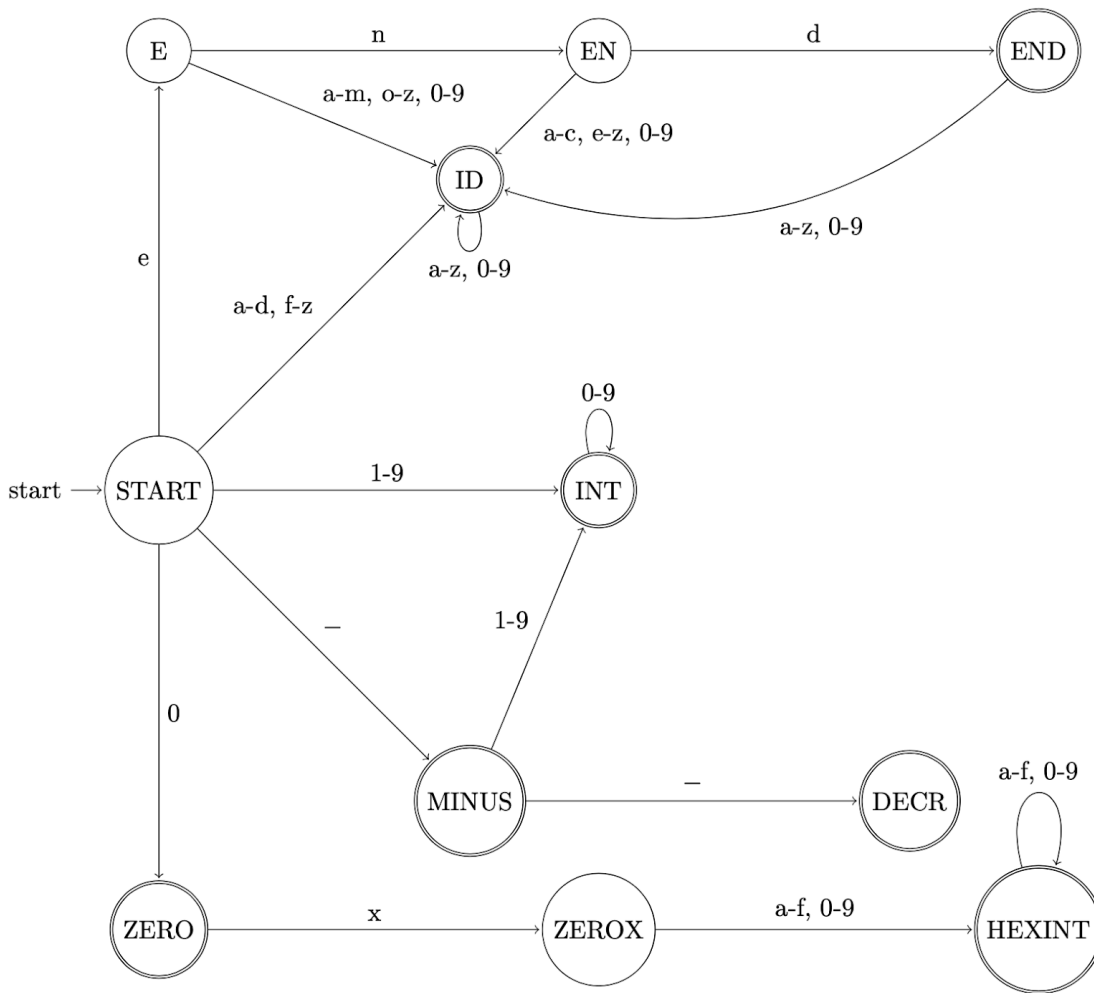 n
d
E
EN
END
a-m, o-z, 0-9
a-c, e-z, 0-9
ID
a-z, 0-9
e
a-z, 0-9
a-d, f-z
0-9
1-9
start
START
INT
1-9
–
0
–
a-f, 0-9
MINUS
DECR
x
a-f, 0-9
ZERO
ZEROX
HEXINT